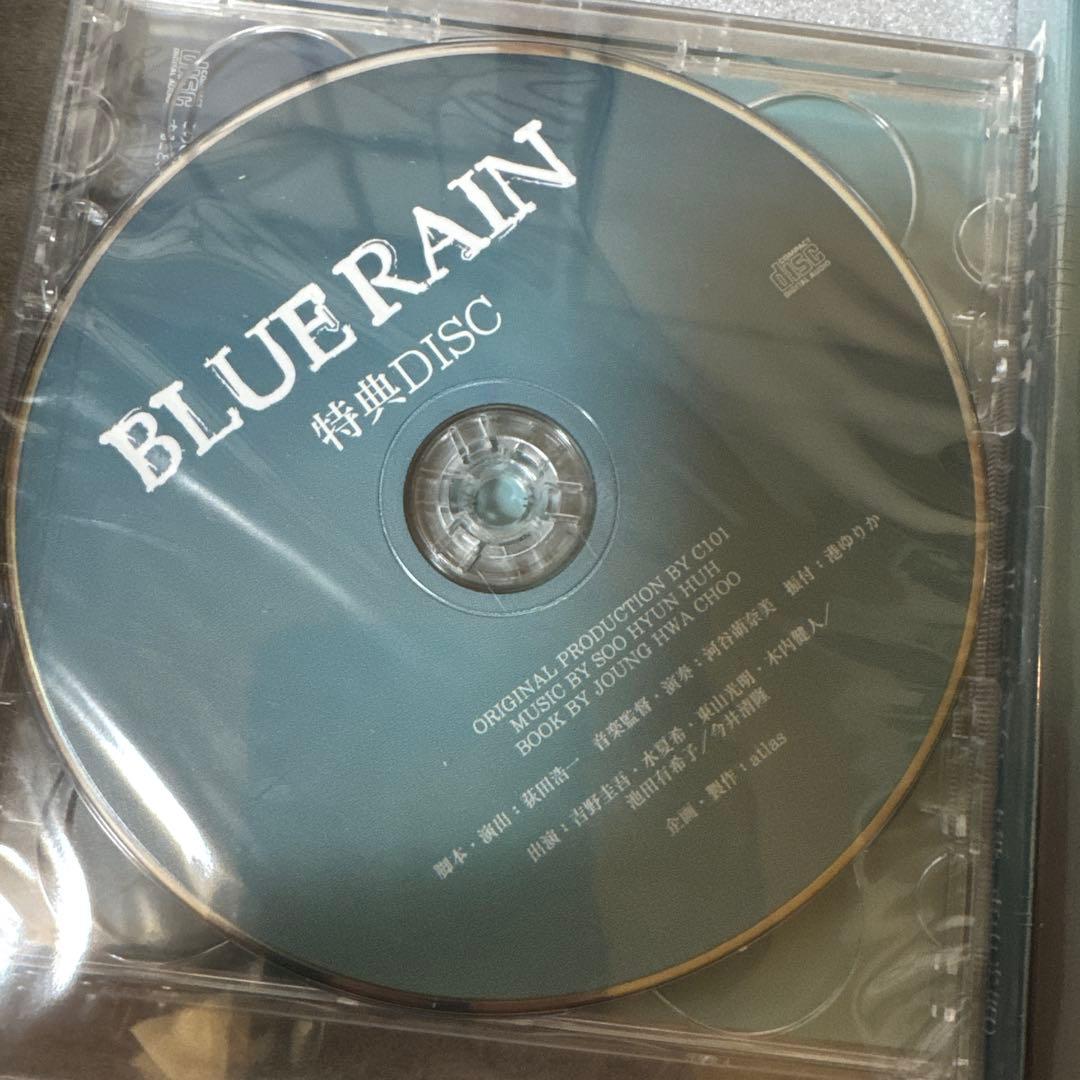 BLUE RAIN
特典DISC
COMPACT
disc
DIGITAL AUDIO
ORIGINAL PRODUCTION BY C101
MUSIC BY SOO HYUN HUH
BOOK BY JOUNG HWA CHOO
脚本・演出：荻田浩一　音楽監督・演奏：河谷萌奈美　振付：港ゆりか
出演：吉野圭吾・水夏希・東山光明・木内健人/
池田有希子/今井清隆
企画・製作：atlas